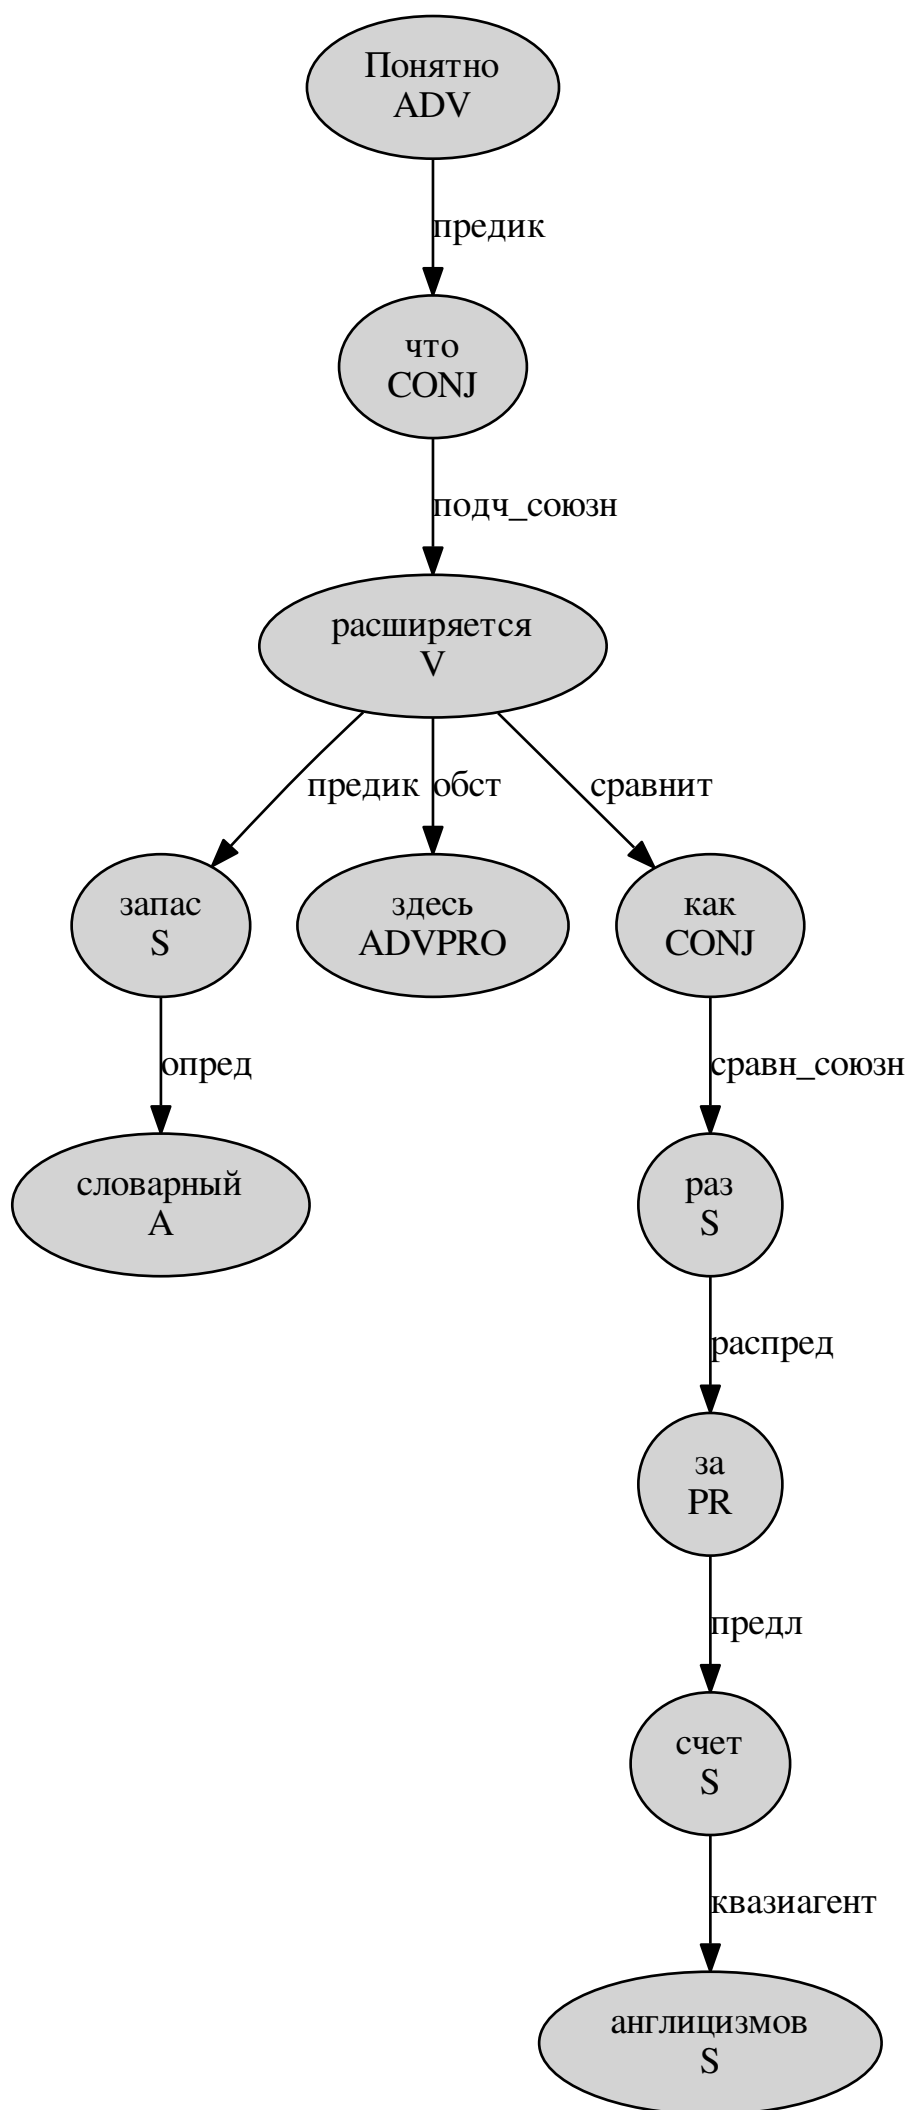 Понятно
ADV
предик
что
CONJ
подч_союзн
расширяется
V
предик
обст
сравнит
запас
S
здесь
ADVPRO
как
CONJ
опред
сравн_союзн
словарный
A
раз
S
распред
за
PR
предл
счет
S
квазиагент
англицизмов
S